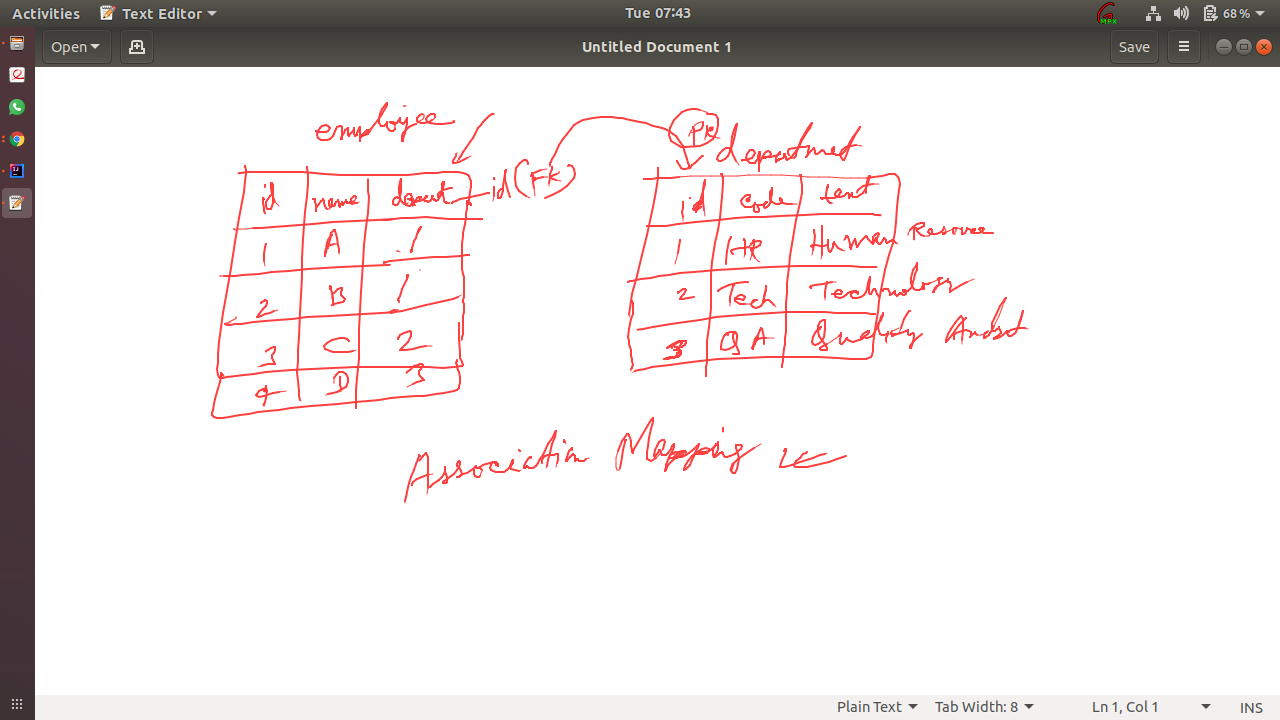 Activities Text Editor Tue 07:43 68%
Open Untitled Document 1 Save
employee PK department
id name depart-id (FK)
1 A 1
2 B 1
3 C 2
4 D 3
id code text
1 HR Human Resource
2 Tech Technology
3 QA Quality
Association Mapping
Plain Text Tab Width: 8 Ln 1, Col 1 INS